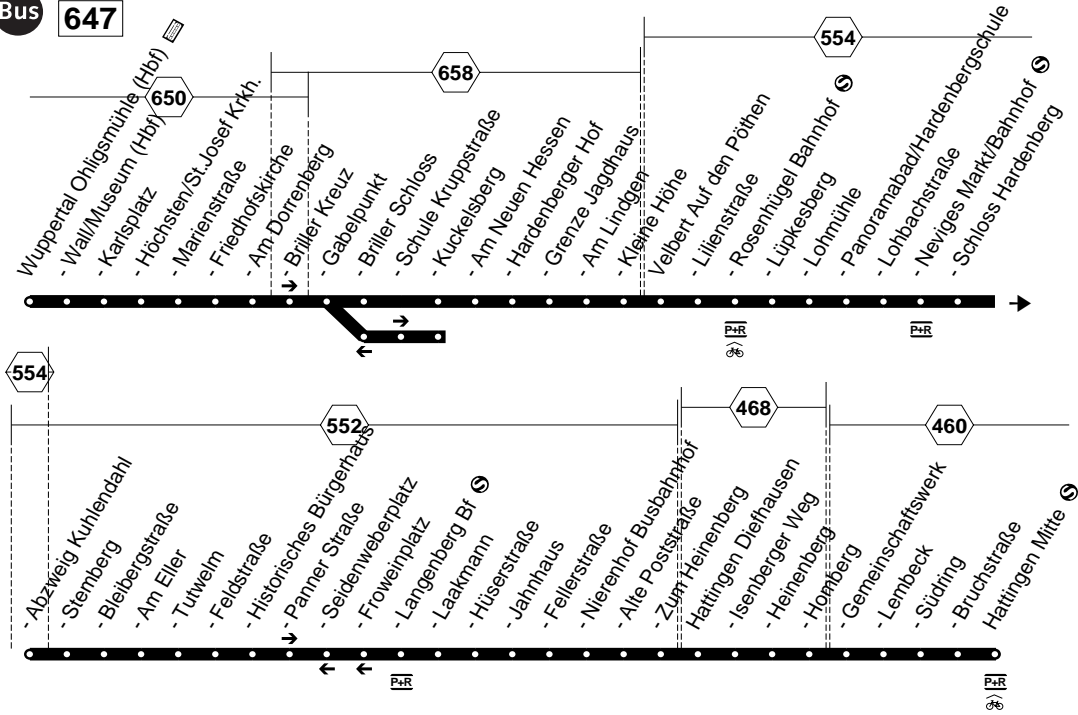 Bus
647
650
658
554
Wuppertal Ohligsmühle (Hbf)
- Wall/Museum (Hbf)
- Karlsplatz
- Höchsten/St.Josef Krkh.
- Marienstraße
- Friedhofskirche
- Am Dorrenberg
- Briller Kreuz
- Gabelpunkt
- Briller Schloss
- Schule Kruppstraße
- Kuckelsberg
- Am Neuen Hessen
- Hardenberger Hof
- Grenze Jagdhaus
- Am Lindgen
- Kleine Höhe
Velbert Auf den Pöthen
- Lilienstraße
- Rosenhügel Bahnhof S
- Lüpkesberg
- Lohmühle
- Panoramabad/Hardenbergschule
- Lohbachstraße
- Neviges Markt/Bahnhof S
- Schloss Hardenberg
P+R
P+R
554
552
468
460
- Abzweig Kuhlendahl
- Stemberg
- Bleibergstraße
- Am Eller
- Tutwelm
- Feldstraße
- Historisches Bürgerhaus
- Panner Straße
- Seidenweberplatz
- Froweinplatz
- Langenberg Bf S
- Laakmann
- Hüserstraße
- Jahnhaus
- Fellerstraße
- Nierenhof Busbahnhof
- Alte Poststraße
- Zum Heinenberg
Hattingen Diefhausen
- Isenberger Weg
- Heinenberg
- Homberg
- Gemeinschaftswerk
- Lembeck
- Südring
- Bruchstraße
Hattingen Mitte S
P+R
P+R